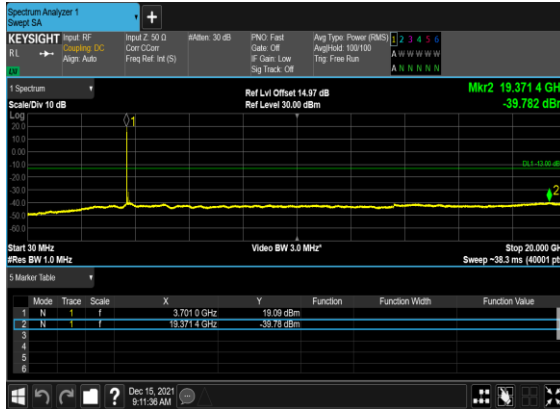 Spectrum Analyzer 1
Swept SA
+
KEYSIGHT Input: RF Input Z: 50 Ω #Atten: 30 dB PNO: Fast Avg Type: Power (RMS) 1 2 3 4 5 6
RL Coupling: DC Corr CCorr Gate: Off Avg|Hold: 100/100 A W W W W W
Align: Auto Freq Ref: Int (S) IF Gain: Low Trig: Free Run
Sig Track: Off A N N N N N
LU
1 Spectrum Ref Lvl Offset 14.97 dB Mkr2 19.371 4 GH
Scale/Div 10 dB Ref Level 30.00 dBm -39.782 dBr
Log
20.0
10.0
0.00
-10.0
-20.0
-30.0
-40.0
-50.0
-60.0
1
DL1 -13.00 dB
2
Start 30 MHz Video BW 3.0 MHz* Stop 20.000 GH
#Res BW 1.0 MHz Sweep ~38.3 ms (40001 pt
5 Marker Table
Mode Trace Scale X Y Function Function Width Function Value
1 N 1 f 3.701 0 GHz 19.09 dBm
2 N 1 f 19.371 4 GHz -39.78 dBm
3
4
5
6
? Dec 15, 2021
9:11:36 AM